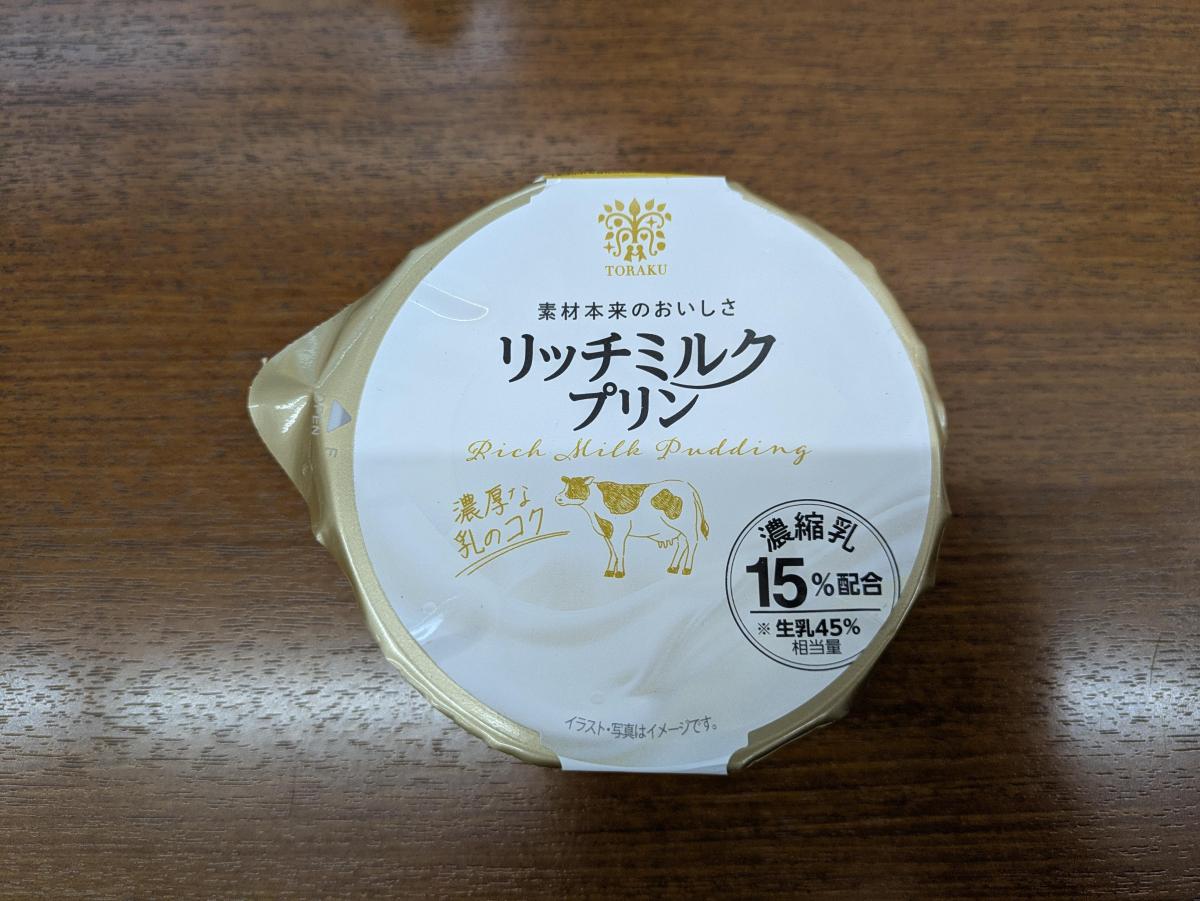 TORAKU
素材本来のおいしさ
リッチミルク
プリン
Rich Milk Pudding
濃厚な
乳のコク
濃縮乳
15%配合
※生乳45%
相当量
イラスト・写真はイメージです。
OPEN